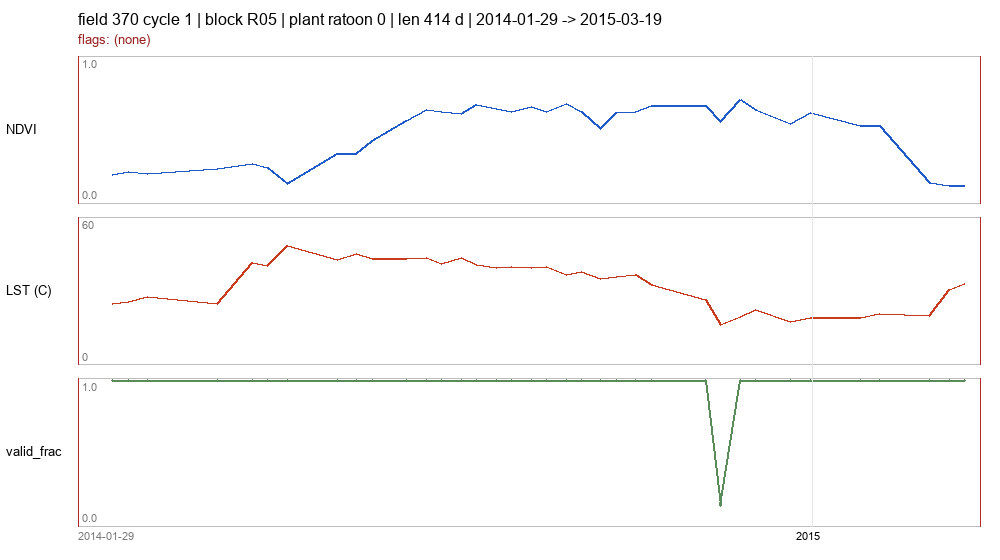 field 370 cycle 1 | block R05 | plant ratoon 0 | len 414 d | 2014-01-29 -> 2015-03-19
flags: (none)
1.0
NDVI
0.0
60
LST (C)
0
1.0
valid_frac
0.0
2014-01-29
2015